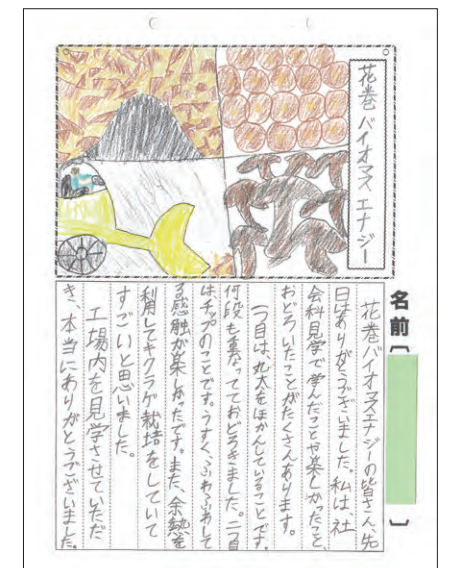 花巻バイオマスエナジー
名前〔 〕
花巻バイオマスエナジーの皆さん、先
日はありがとうございました。私は、社
会科見学で学んだことや楽しかったこと、
おどろいたことがたくさんあります。
一つ目は、丸太をほかんしていることです。
何段も重なってておどろきました。二つ目
は、チップのことです。うすく、ふわふわして
る感触が楽しかったです。また、余熱を
利用してキクラゲ栽培をしていて
すごいと思いました。
工場内を見学させていただ
き、本当にありがとうございました。